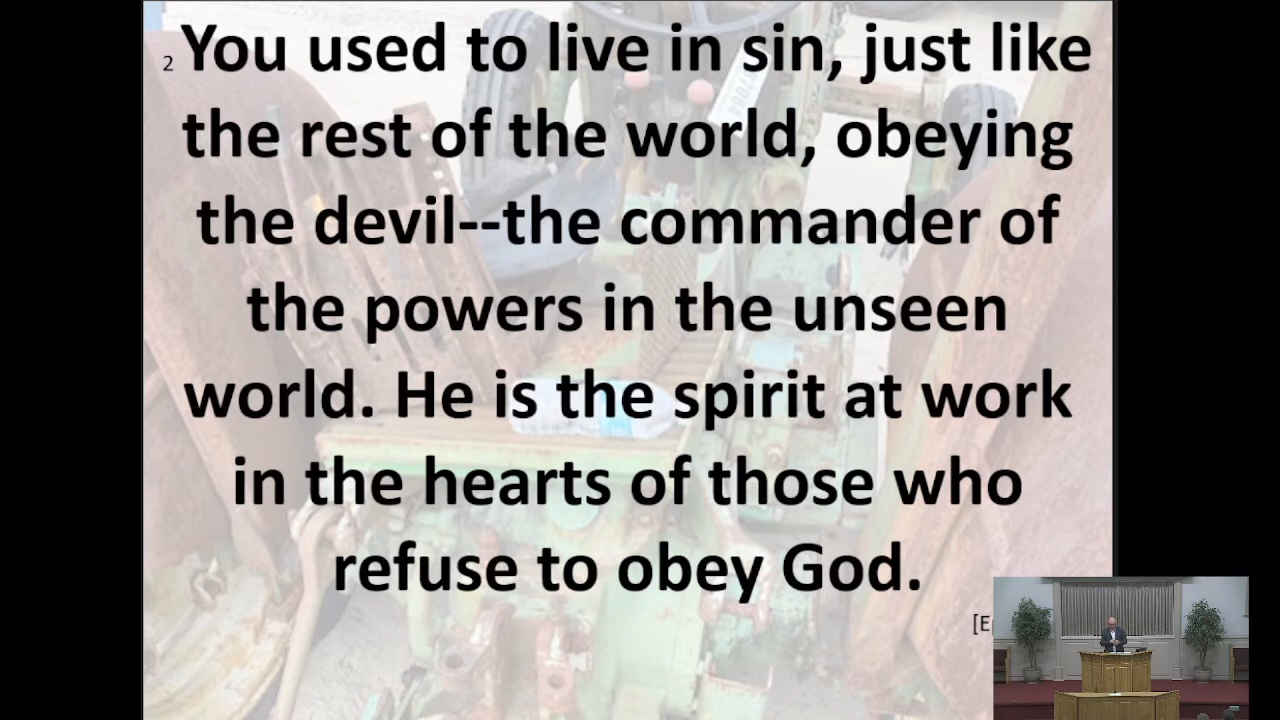 2 You used to live in sin, just like
the rest of the world, obeying
the devil--the commander of
the powers in the unseen
world. He is the spirit at work
in the hearts of those who
refuse to obey God.